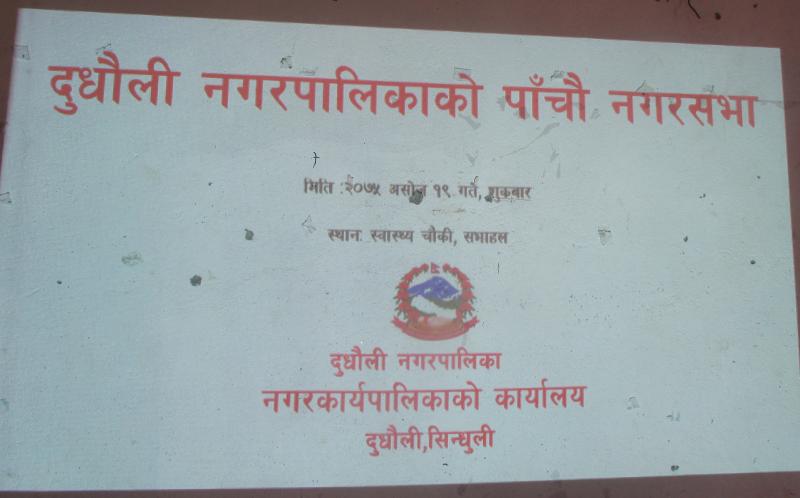 दुधौली नगरपालिकाको पाँचौ नगरसभा
मिति :२०७५ असोज १९ गते, शुक्रबार
स्थानः स्वास्थ्य चौकी, सभाहल
दुधौली नगरपालिका
नगरकार्यपालिकाको कार्यालय
दुधौली,सिन्धुली